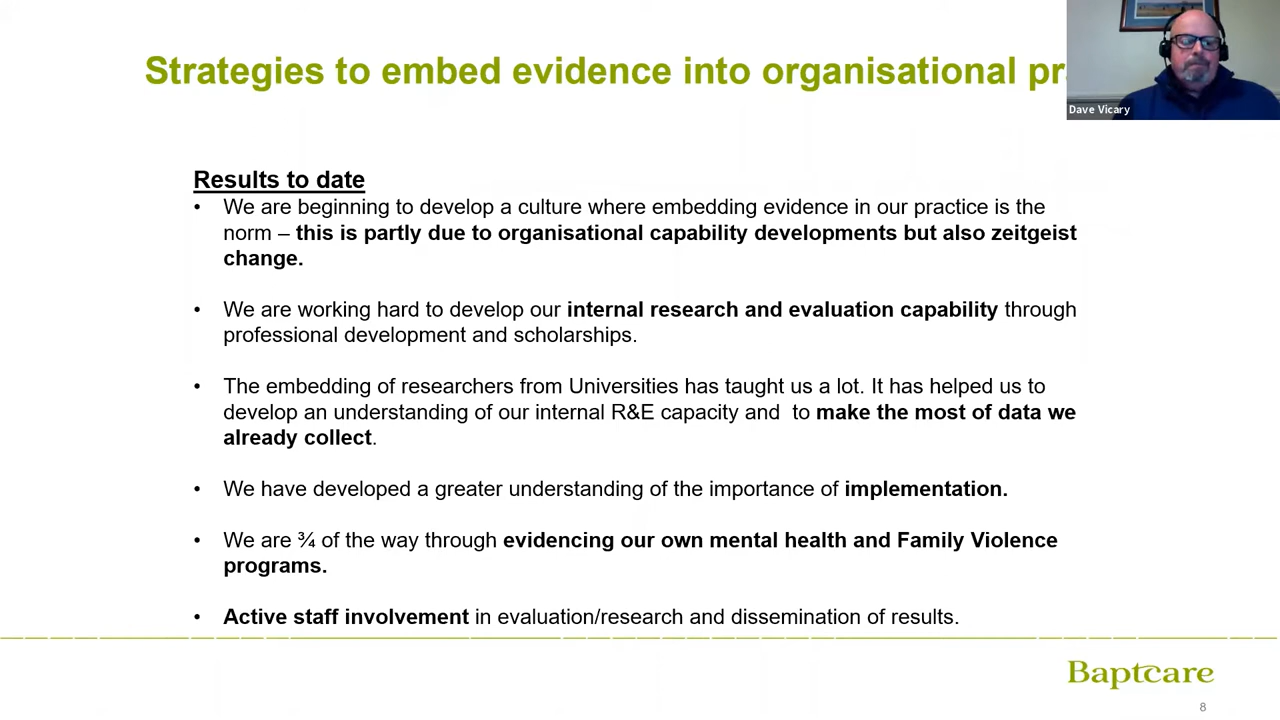 Strategies to embed evidence into organisational
Dave Vicary
Results to date
• We are beginning to develop a culture where embedding evidence in our practice is the
norm – this is partly due to organisational capability developments but also zeitgeist
change.
• We are working hard to develop our internal research and evaluation capability through
professional development and scholarships.
• The embedding of researchers from Universities has taught us a lot. It has helped us to
develop an understanding of our internal R&E capacity and  to make the most of data we
already collect.
• We have developed a greater understanding of the importance of implementation.
• We are ¾ of the way through evidencing our own mental health and Family Violence
programs.
• Active staff involvement in evaluation/research and dissemination of results.
Baptcare
8